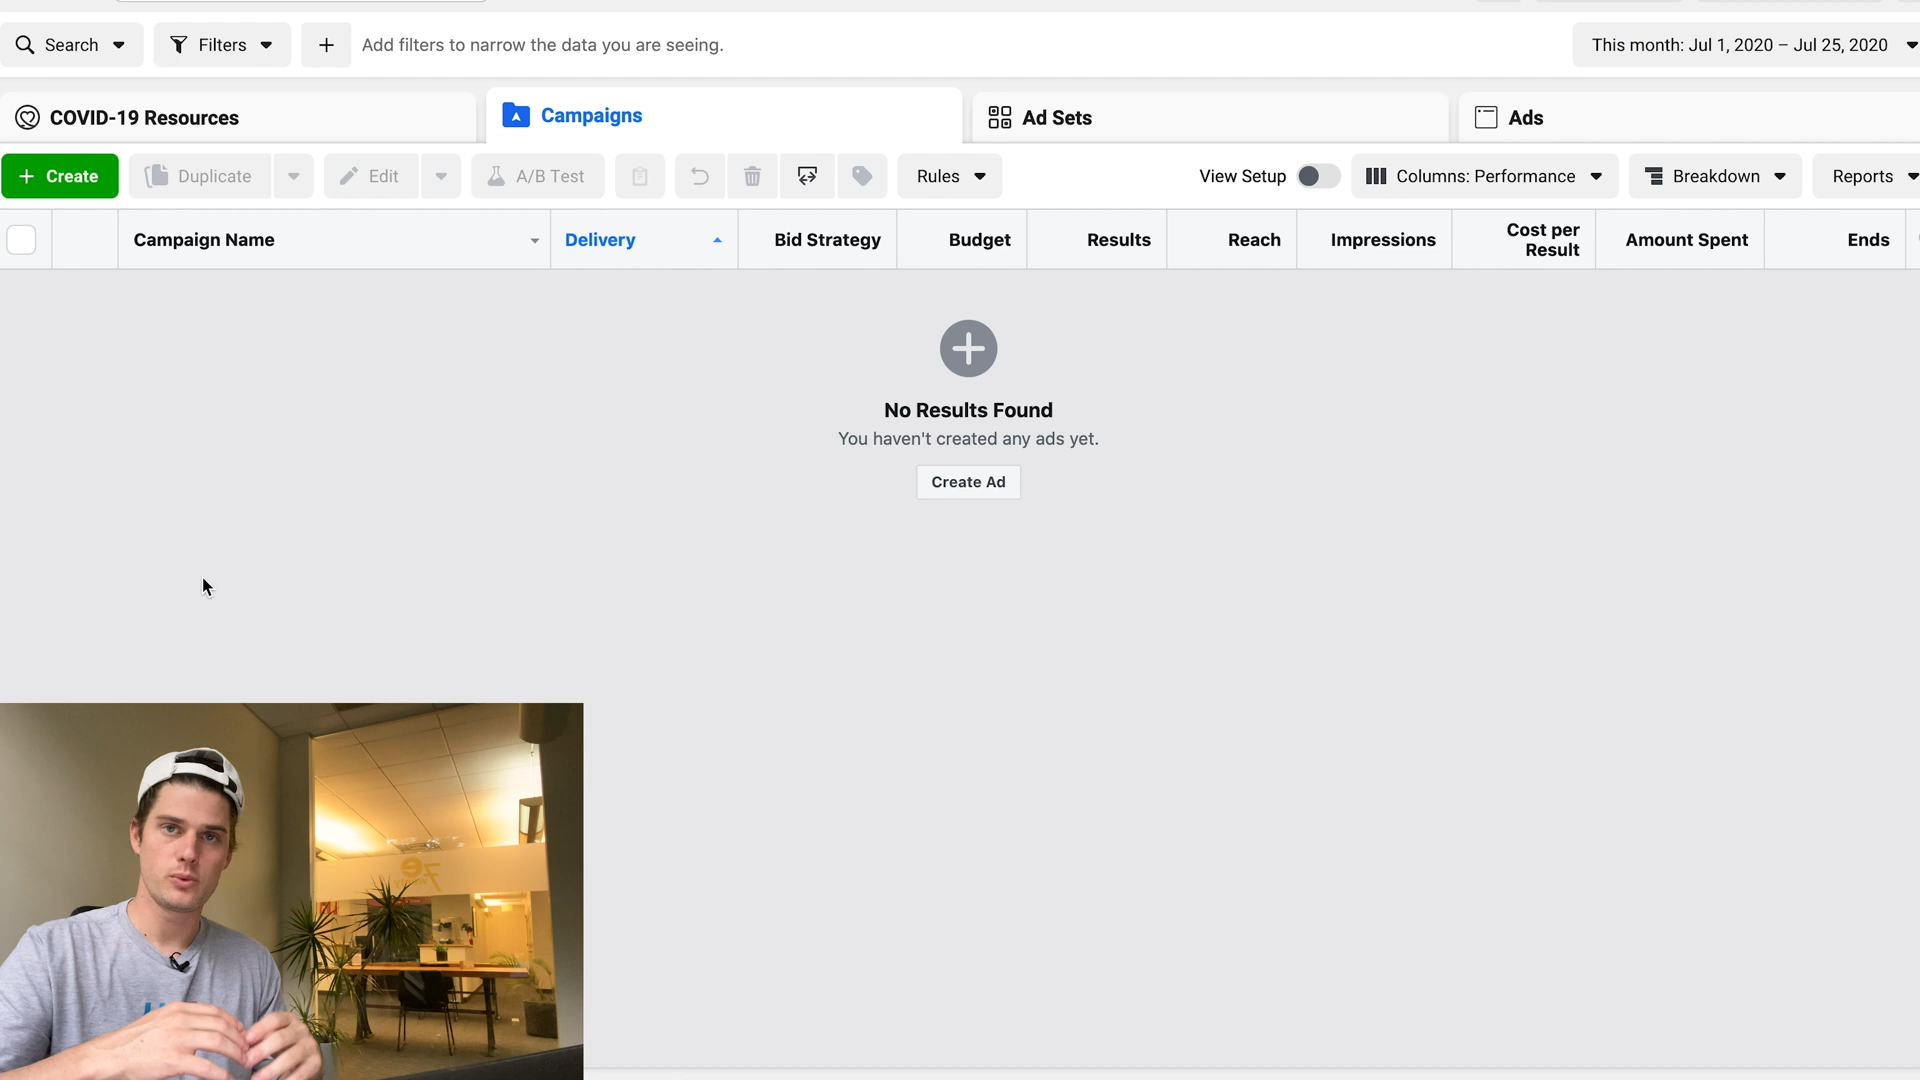 Search
Filters
Add filters to narrow the data you are seeing.
This month: Jul 1, 2020 – Jul 25, 2020
COVID-19 Resources
Campaigns
Ad Sets
Ads
+ Create
Duplicate
Edit
A/B Test
Rules
View Setup
Columns: Performance
Breakdown
Reports
Campaign Name
Delivery
Bid Strategy
Budget
Results
Reach
Impressions
Cost per
Result
Amount Spent
Ends
No Results Found
You haven't created any ads yet.
Create Ad